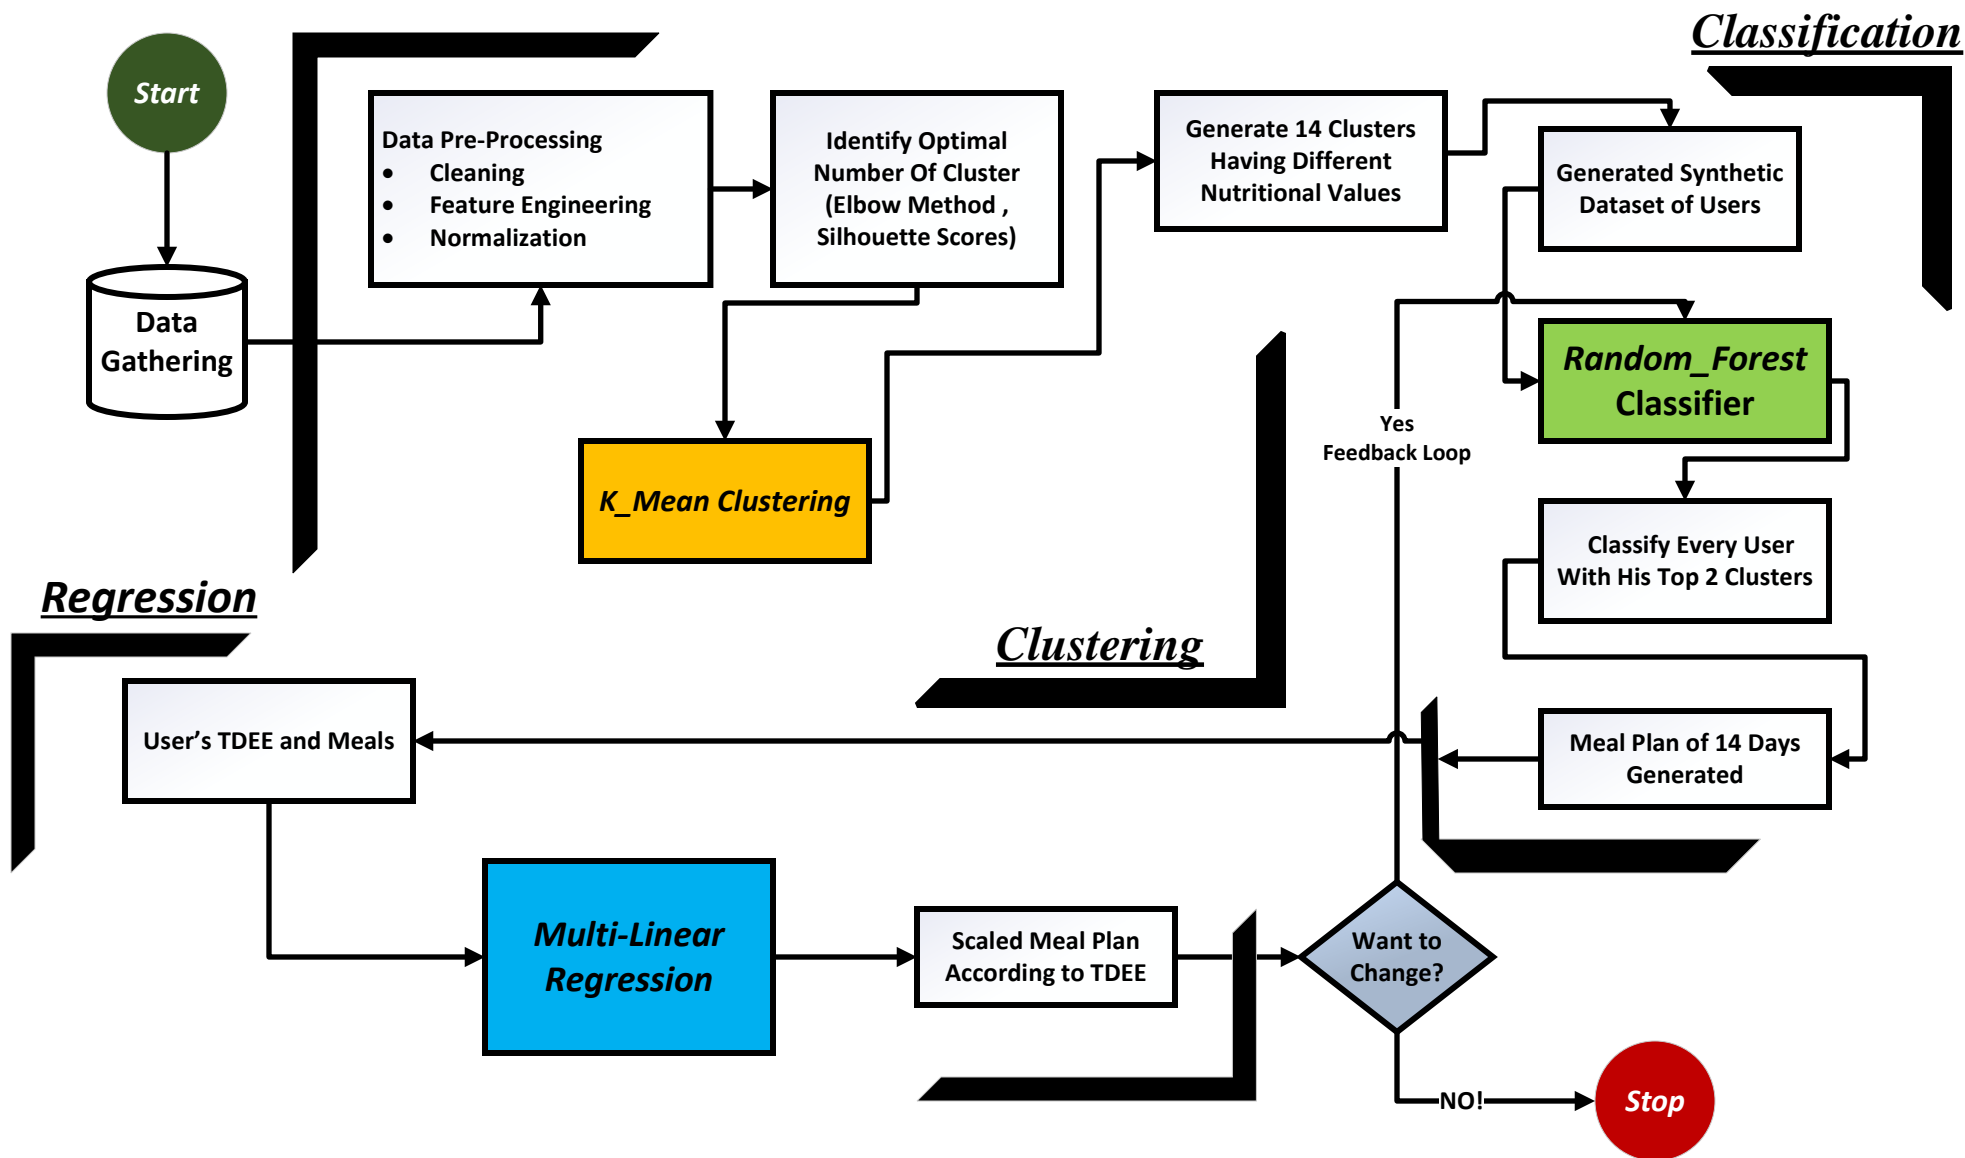 Classification
Start
Data Pre-Processing
• Cleaning
• Feature Engineering
• Normalization
Identify Optimal
Number Of Cluster
(Elbow Method ,
Silhouette Scores)
Generate 14 Clusters
Having Different
Nutritional Values
Generated Synthetic
Dataset of Users
Data
Gathering
Random_Forest
Classifier
Yes
Feedback Loop
K_Mean Clustering
Classify Every User
With His Top 2 Clusters
Regression
Clustering
User’s TDEE and Meals
Meal Plan of 14 Days
Generated
Multi-Linear
Regression
Scaled Meal Plan
According to TDEE
Want to
Change?
NO!
Stop